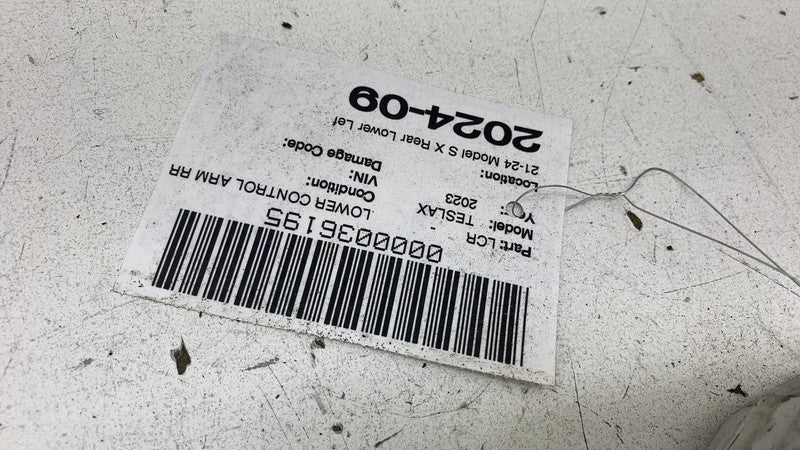 0000036195
Part: LCR - LOWER CONTROL ARM RR
Model: TESLAX Condition:
2023 VIN:
Location: Damage Code:
21-24 Model S X Rear Lower Lef
2024-09